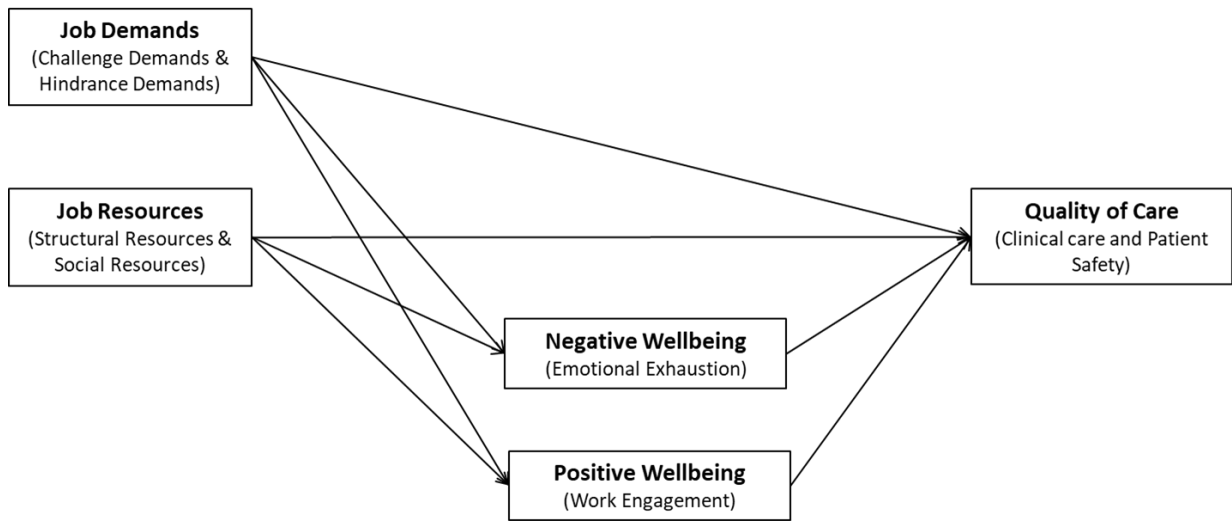 Job Demands
(Challenge Demands &
Hindrance Demands)
Job Resources
(Structural Resources &
Social Resources)
Quality of Care
(Clinical care and Patient
Safety)
Negative Wellbeing
(Emotional Exhaustion)
Positive Wellbeing
(Work Engagement)